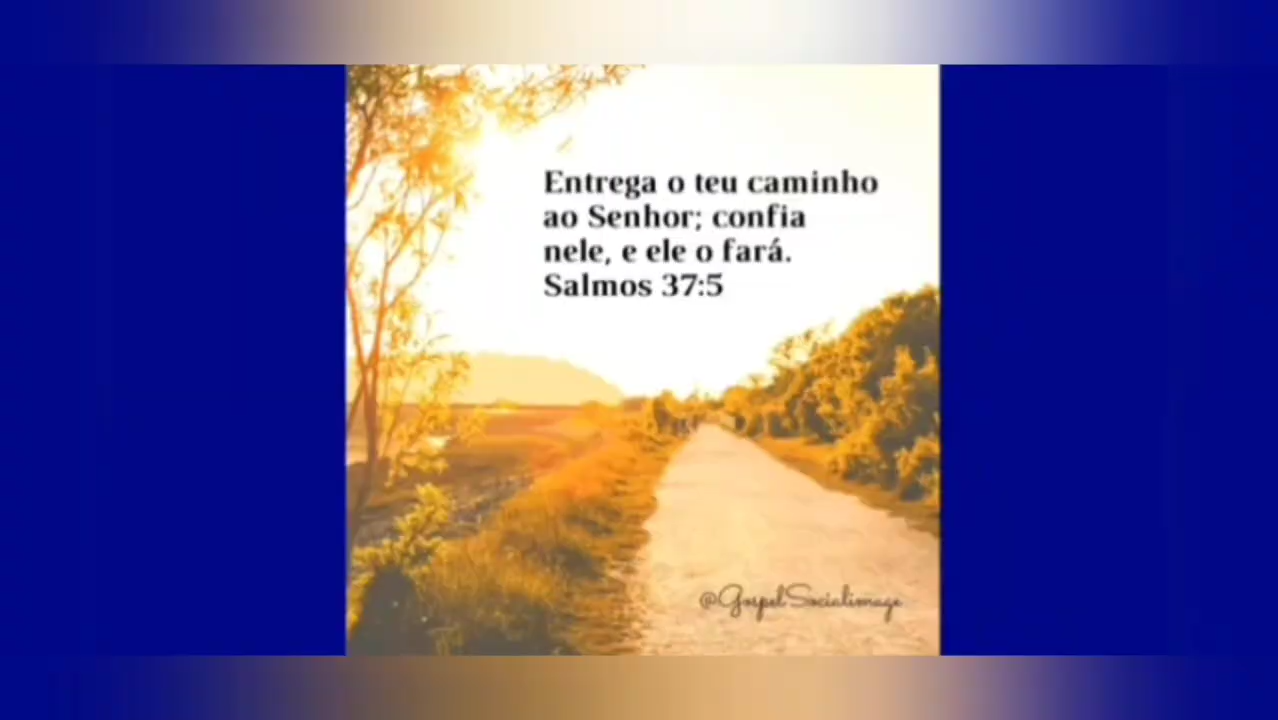 Entrega o teu caminho
ao Senhor; confia
nele, e ele o fará.
Salmos 37:5
@GospelSocialimage